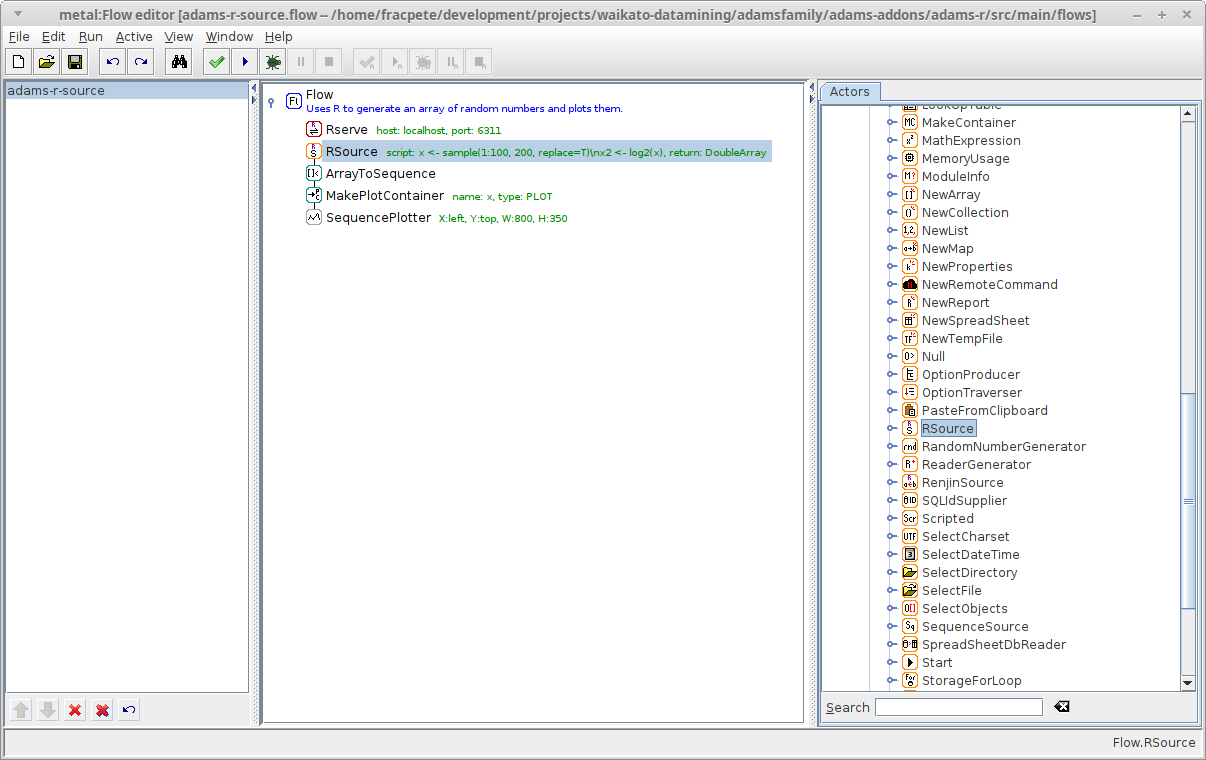 metal:Flow editor [adams-r-source.flow -- /home/fracpete/development/projects/waikato-datamining/adamsfamily/adams-addons/adams-r/src/main/flows]
File Edit Run Active View Window Help
adams-r-source
Flow
Uses R to generate an array of random numbers and plots them.
Rserve host: localhost, port: 6311
RSource script: x <- sample(1:100, 200, replace=T)\nx2 <- log2(x), return: DoubleArray
ArrayToSequence
MakePlotContainer name: x, type: PLOT
SequencePlotter X:left, Y:top, W:800, H:350
Actors
LookUpTable
MakeContainer
MathExpression
MemoryUsage
ModuleInfo
NewArray
NewCollection
NewList
NewMap
NewProperties
NewRemoteCommand
NewReport
NewSpreadSheet
NewTempFile
Null
OptionProducer
OptionTraverser
PasteFromClipboard
RSource
RandomNumberGenerator
ReaderGenerator
RenjinSource
SQLIdSupplier
Scripted
SelectCharset
SelectDateTime
SelectDirectory
SelectFile
SelectObjects
SequenceSource
SpreadSheetDbReader
Start
StorageForLoop
Search
Flow.RSource